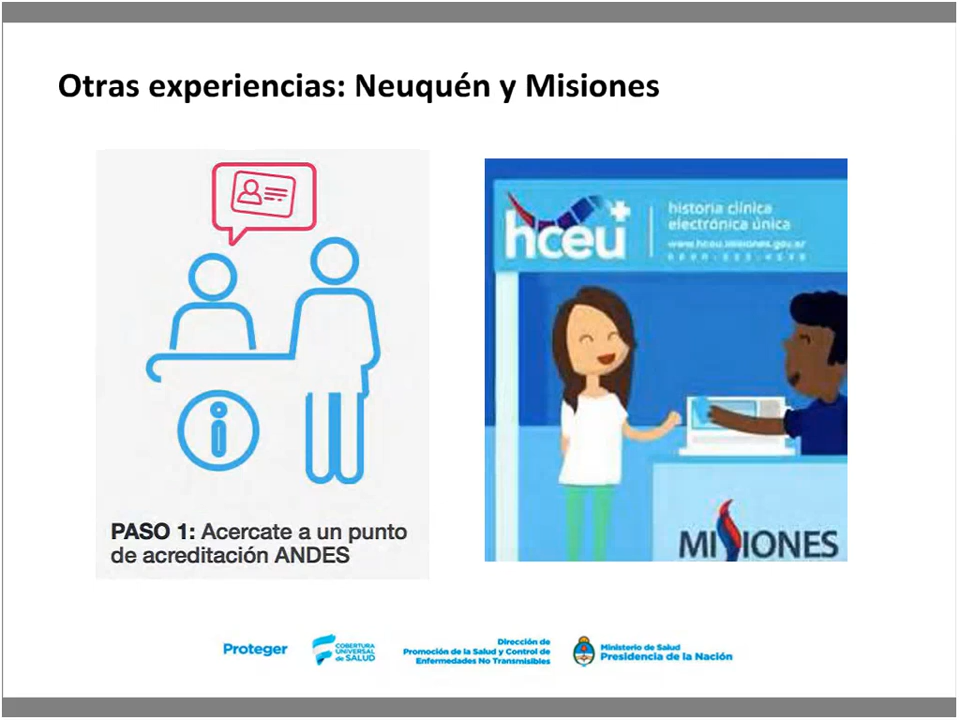 Otras experiencias: Neuquén y Misiones
PASO 1: Acercate a un punto
de acreditación ANDES
hceu
historia clínica
electrónica única
www.hceu.misiones.gov.ar
MISIONES
Proteger
COBERTURA
UNIVERSAL
de SALUD
Dirección de
Promoción de la Salud y Control de
Enfermedades No Transmisibles
Ministerio de Salud
Presidencia de la Nación